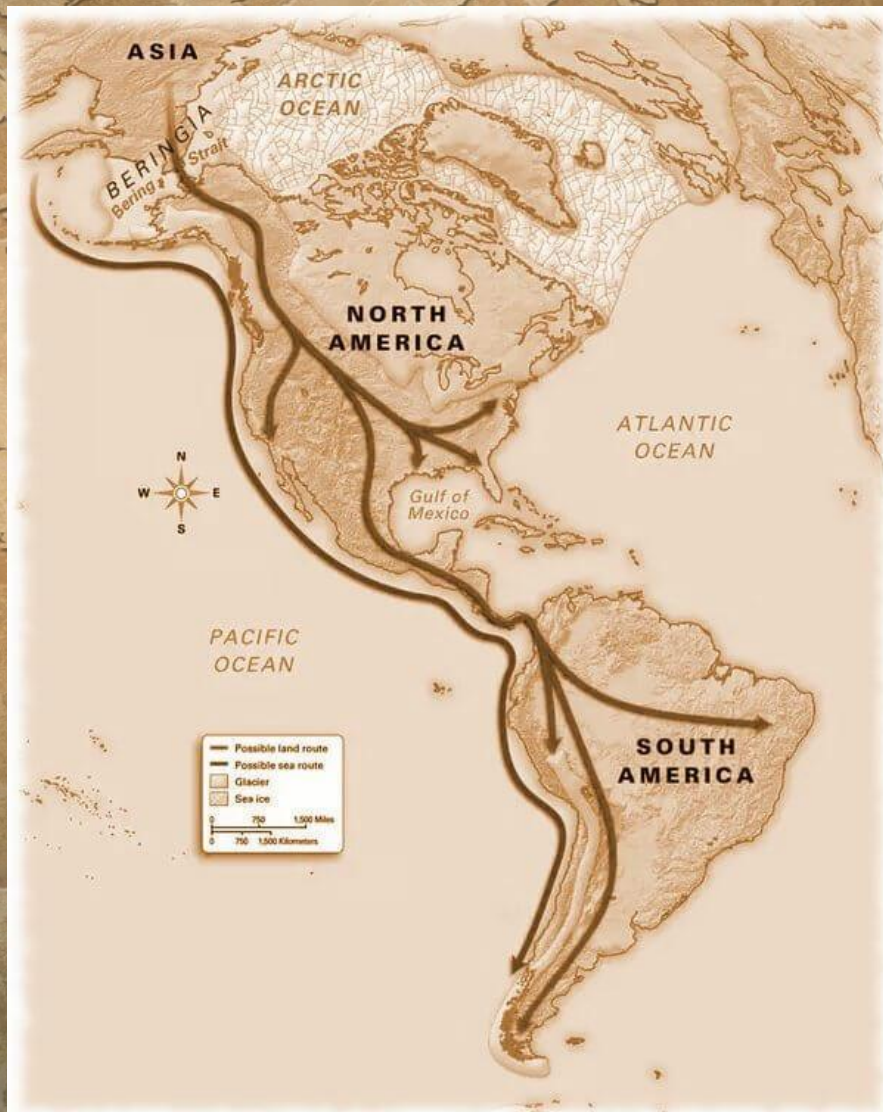 ASIA
ARCTIC
OCEAN
BERINGIA
Bering
Strait
NORTH
AMERICA
ATLANTIC
OCEAN
N
W
E
S
Gulf of
Mexico
PACIFIC
OCEAN
SOUTH
AMERICA
Possible land route
Possible sea route
Glacier
Sea ice
0 750 1,500 Miles
0 750 1,500 Kilometers